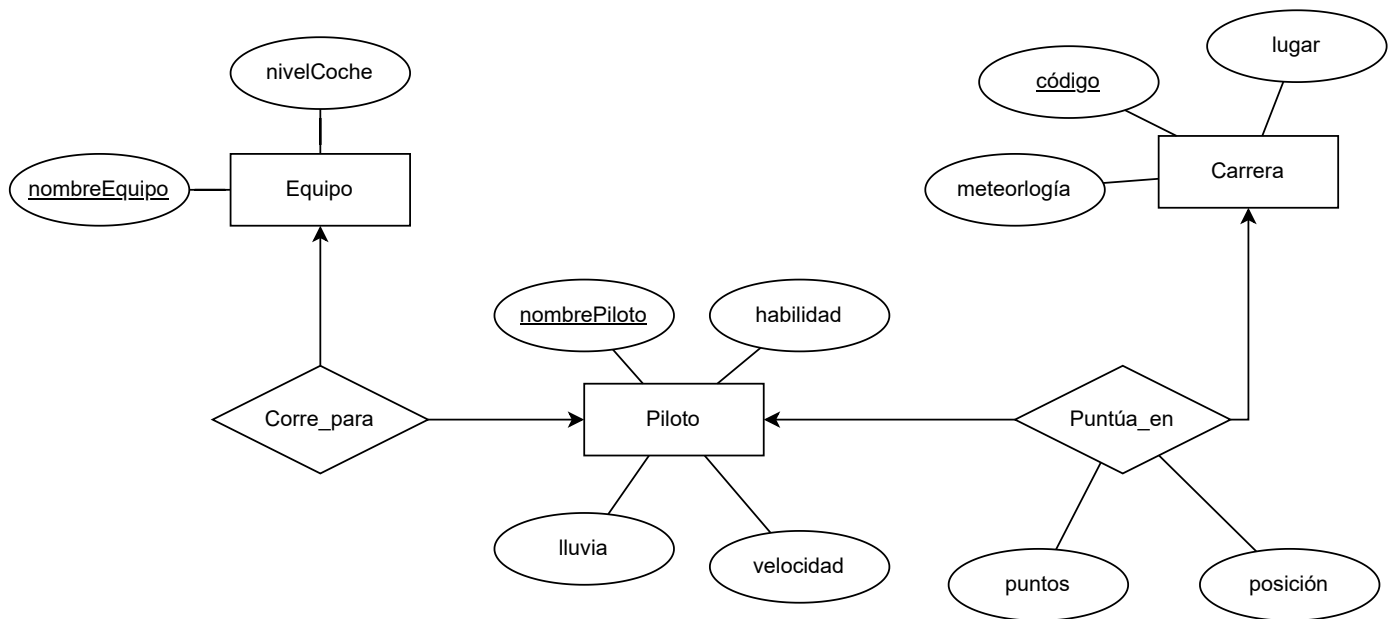 lugar
nivelCoche
código
nombreEquipo
Equipo
meteorlogía
Carrera
nombrePiloto
habilidad
Corre_para
Piloto
Puntúa_en
lluvia
velocidad
puntos
posición